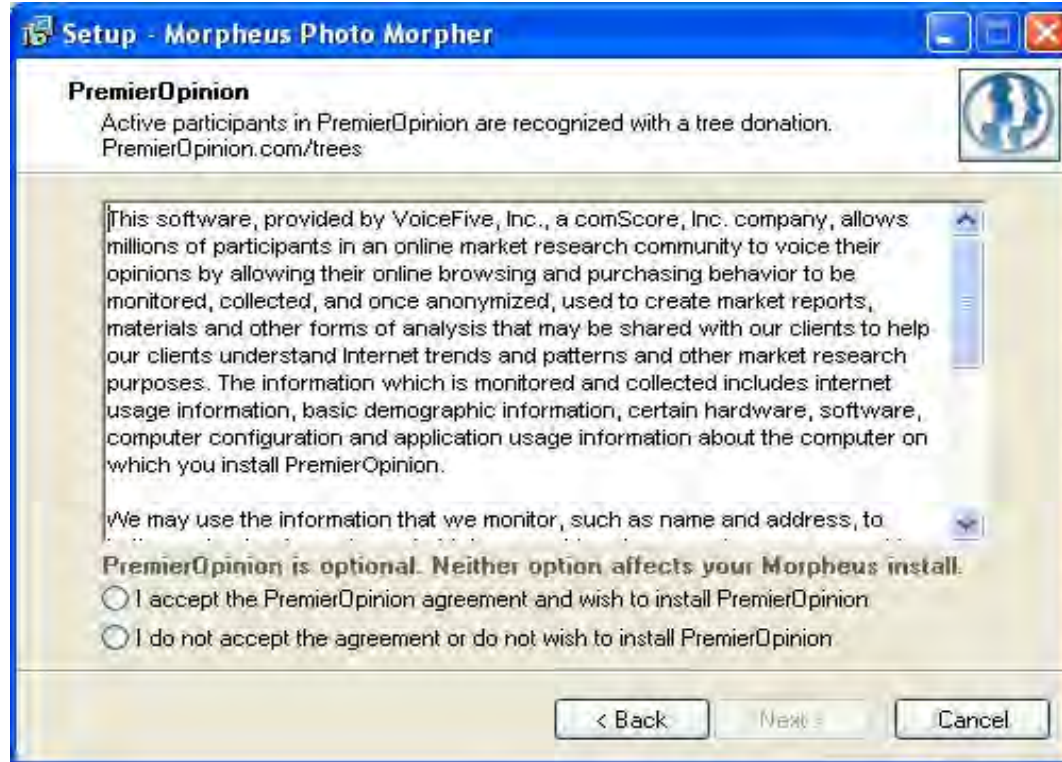 Setup - Morpheus Photo Morpher
PremierOpinion
Active participants in PremierOpinion are recognized with a tree donation.
PremierOpinion.com/trees
This software, provided by VoiceFive, Inc., a comScore, Inc. company, allows
millions of participants in an online market research community to voice their
opinions by allowing their online browsing and purchasing behavior to be
monitored, collected, and once anonymized, used to create market reports,
materials and other forms of analysis that may be shared with our clients to help
our clients understand Internet trends and patterns and other market research
purposes. The information which is monitored and collected includes internet
usage information, basic demographic information, certain hardware, software,
computer configuration and application usage information about the computer on
which you install PremierOpinion.
We may use the information that we monitor, such as name and address, to
PremierOpinion is optional. Neither option affects your Morpheus install.
I accept the PremierOpinion agreement and wish to install PremierOpinion
I do not accept the agreement or do not wish to install PremierOpinion
< Back
Next >
Cancel